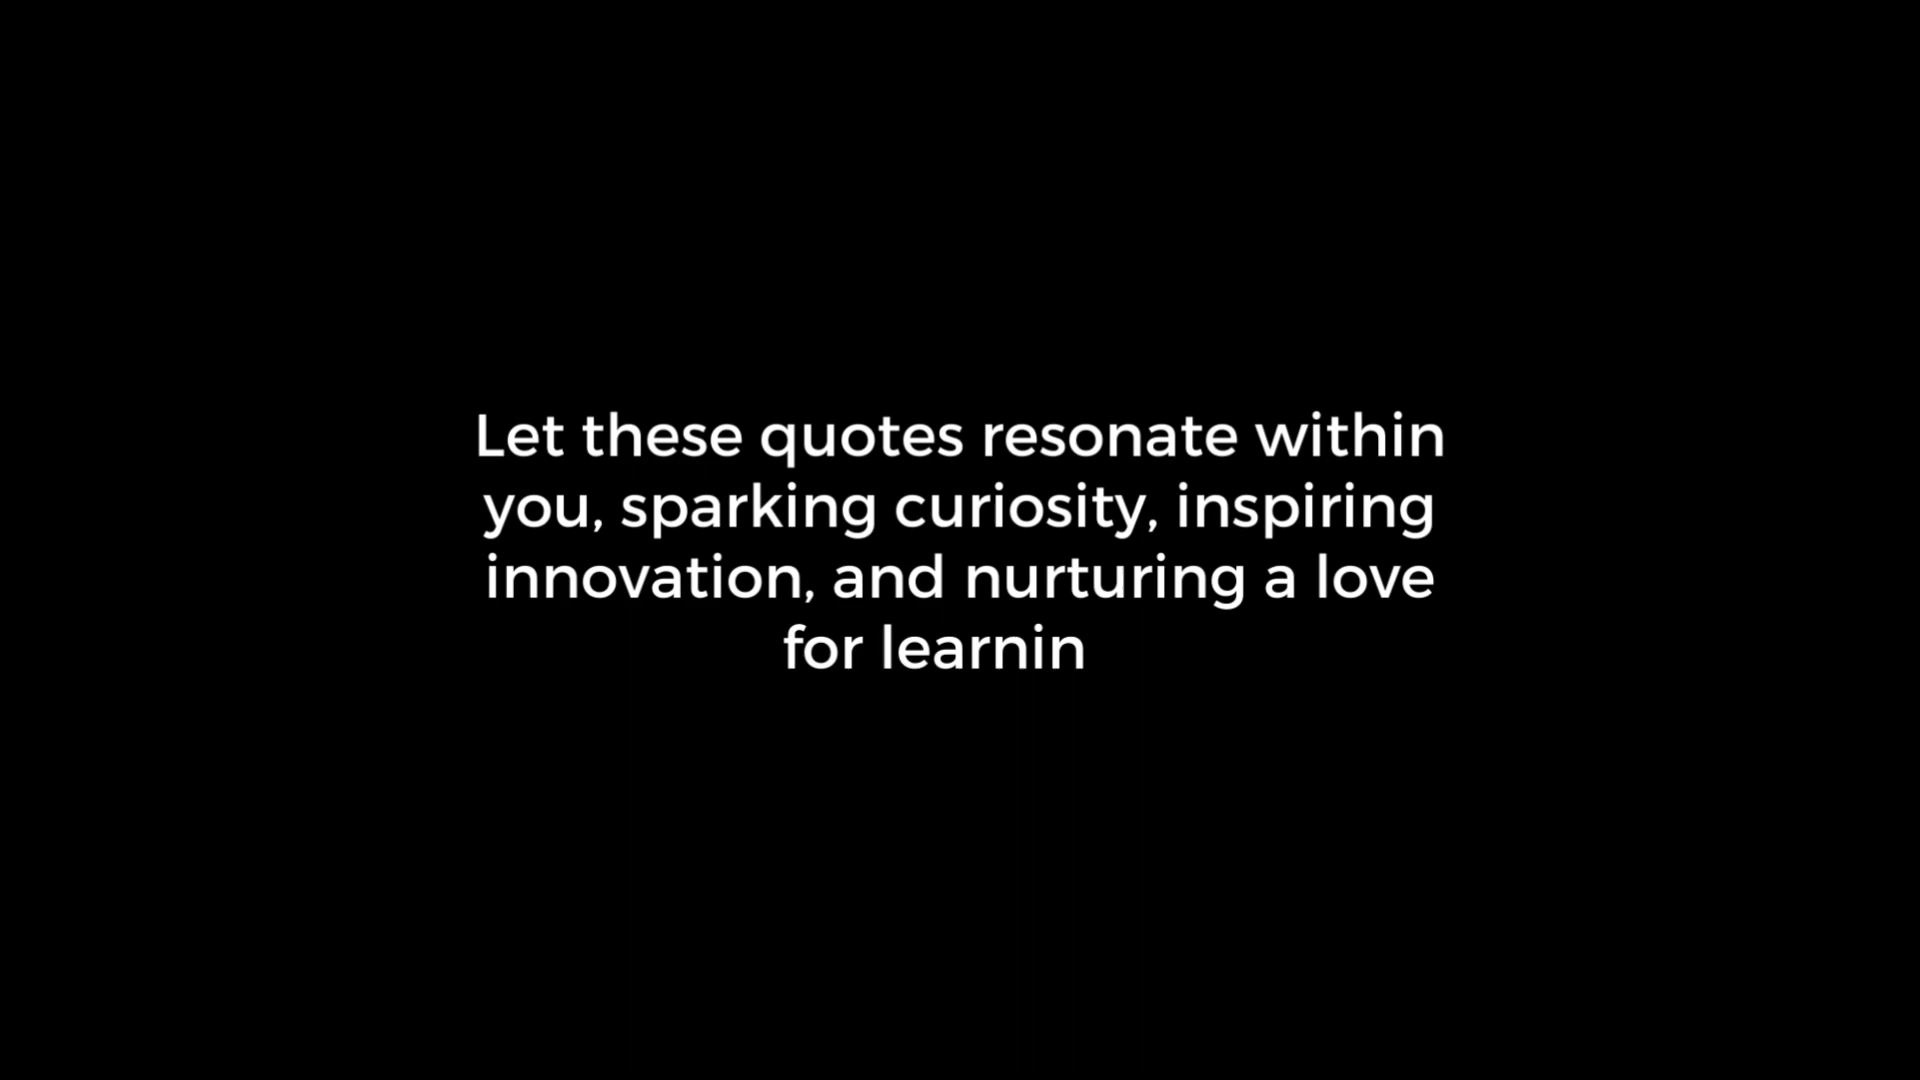 Let these quotes resonate within
you, sparking curiosity, inspiring
innovation, and nurturing a love
for learnin